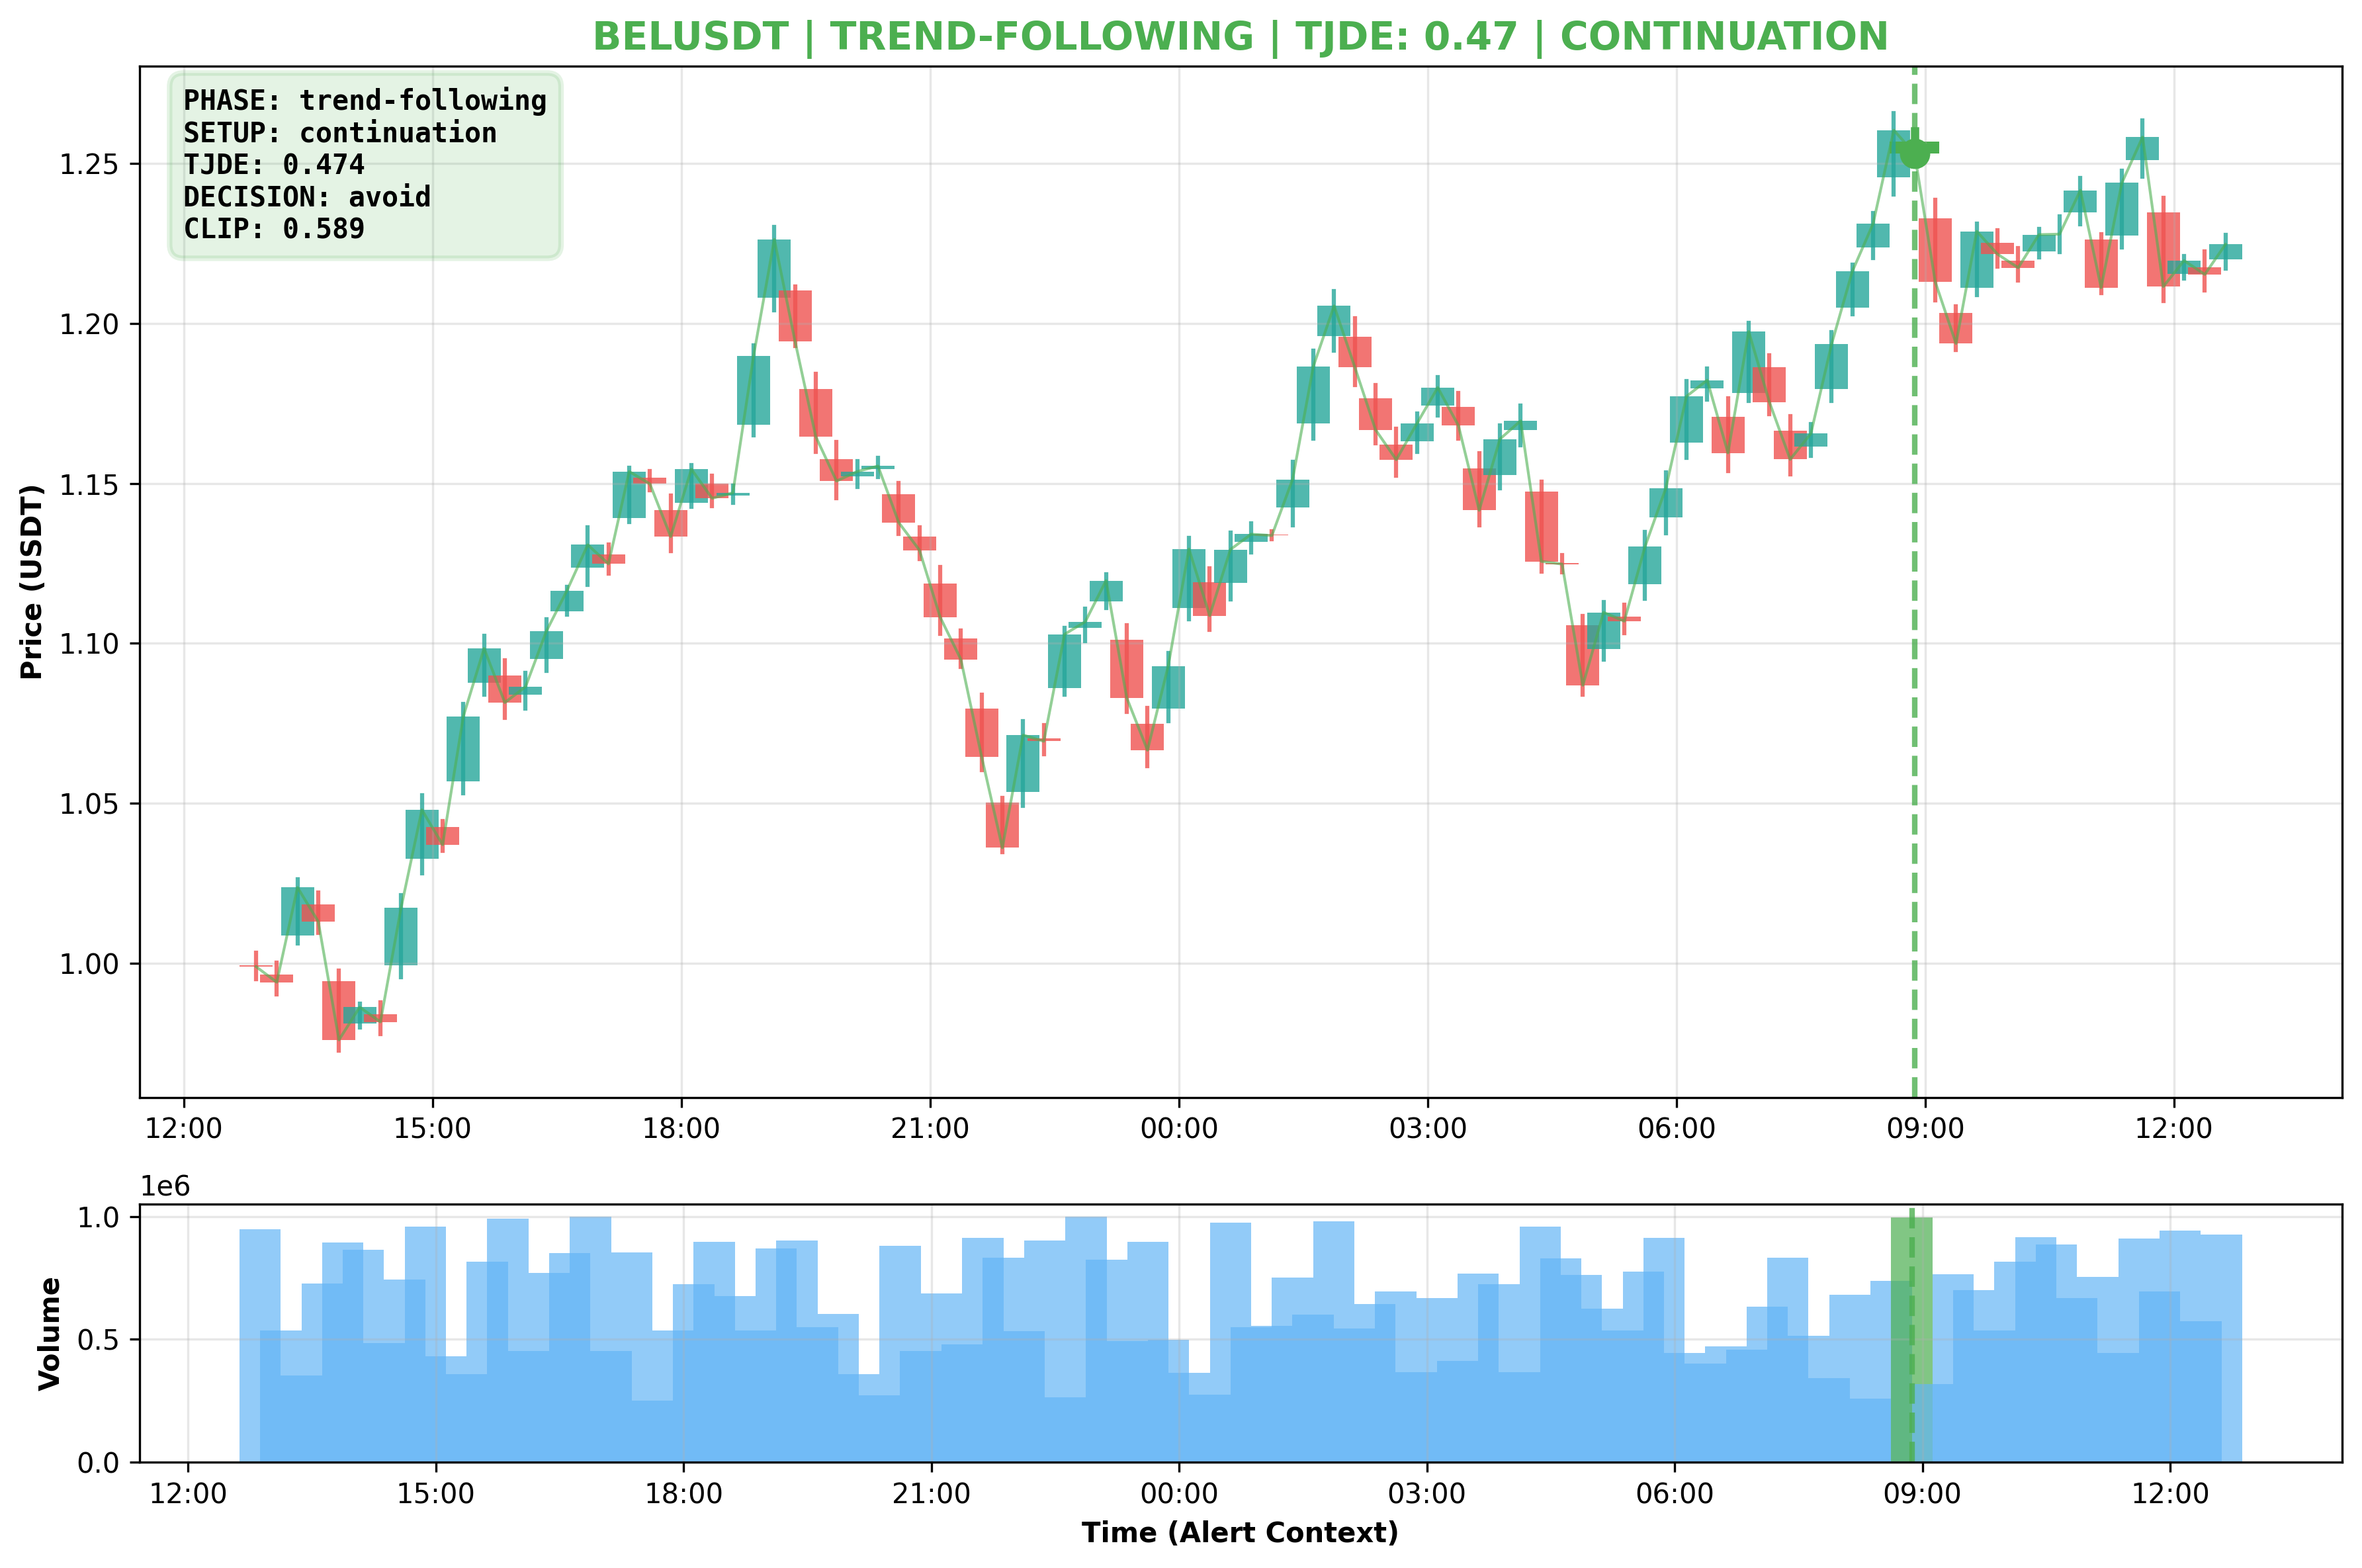 BELUSDT | TREND-FOLLOWING | TJDE: 0.47 | CONTINUATION
PHASE: trend-following
SETUP: continuation
TJDE: 0.474
DECISION: avoid
CLIP: 0.589
Price (USDT)
1.25
1.20
1.15
1.10
1.05
1.00
12:00 15:00 18:00 21:00 00:00 03:00 06:00 09:00 12:00
1e6
Volume
1.0
0.5
0.0
12:00 15:00 18:00 21:00 00:00 03:00 06:00 09:00 12:00
Time (Alert Context)